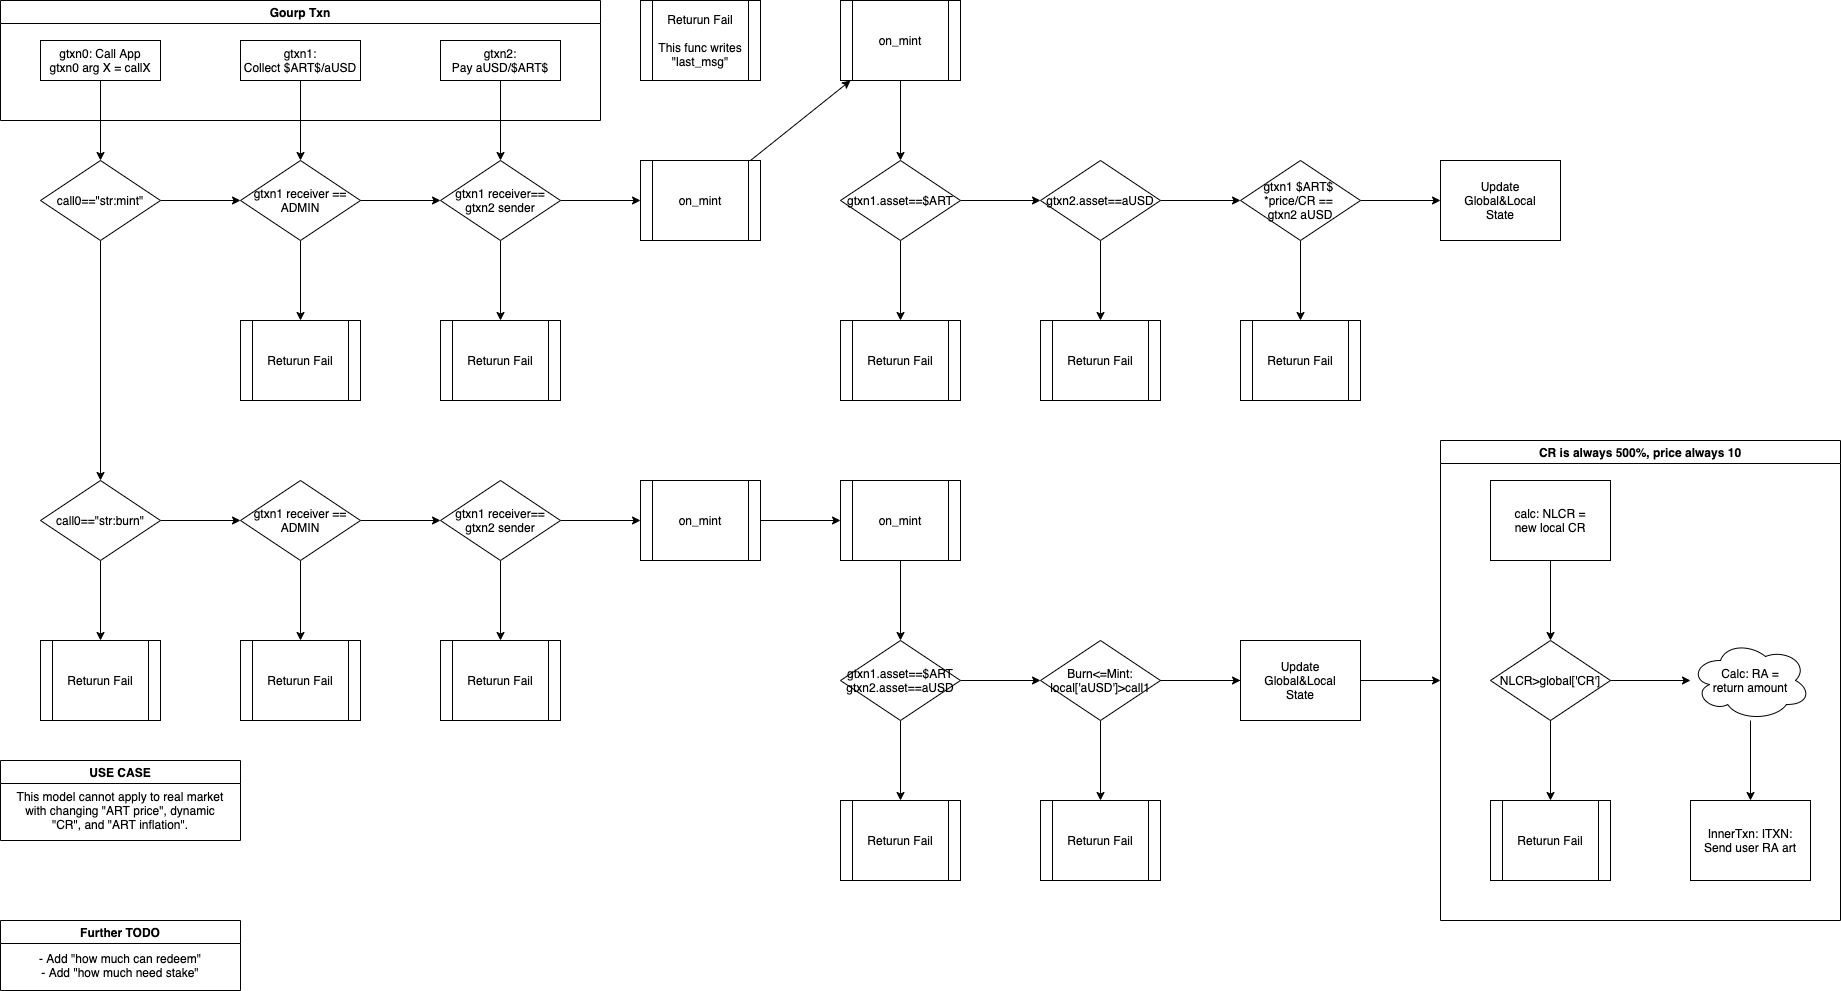 Gourp Txn
gtxn0: Call App
gtxn0 arg X = callX
gtxn1:
Collect $ART$/aUSD
gtxn2:
Pay aUSD/$ART$
Returun Fail
This func writes
"last_msg"
on_mint
call0=="str:mint"
gtxn1 receiver ==
ADMIN
gtxn1 receiver==
gtxn2 sender
on_mint
gtxn1.asset==$ART
gtxn2.asset==aUSD
gtxn1 $ART$
*price/CR ==
gtxn2 aUSD
Update
Global&Local
State
Returun Fail
Returun Fail
Returun Fail
Returun Fail
Returun Fail
call0=="str:burn"
gtxn1 receiver ==
ADMIN
gtxn1 receiver==
gtxn2 sender
on_mint
on_mint
CR is always 500%, price always 10
calc: NLCR =
new local CR
Returun Fail
Returun Fail
Returun Fail
gtxn1.asset==$ART
gtxn2.asset==aUSD
Burn<=Mint:
local['aUSD']>call1
Update
Global&Local
State
NLCR>global['CR']
Calc: RA =
return amount
Returun Fail
Returun Fail
Returun Fail
InnerTxn: ITXN:
Send user RA art
USE CASE
This model cannot apply to real market
with changing "ART price", dynamic
"CR", and "ART inflation".
Further TODO
- Add "how much can redeem"
- Add "how much need stake"